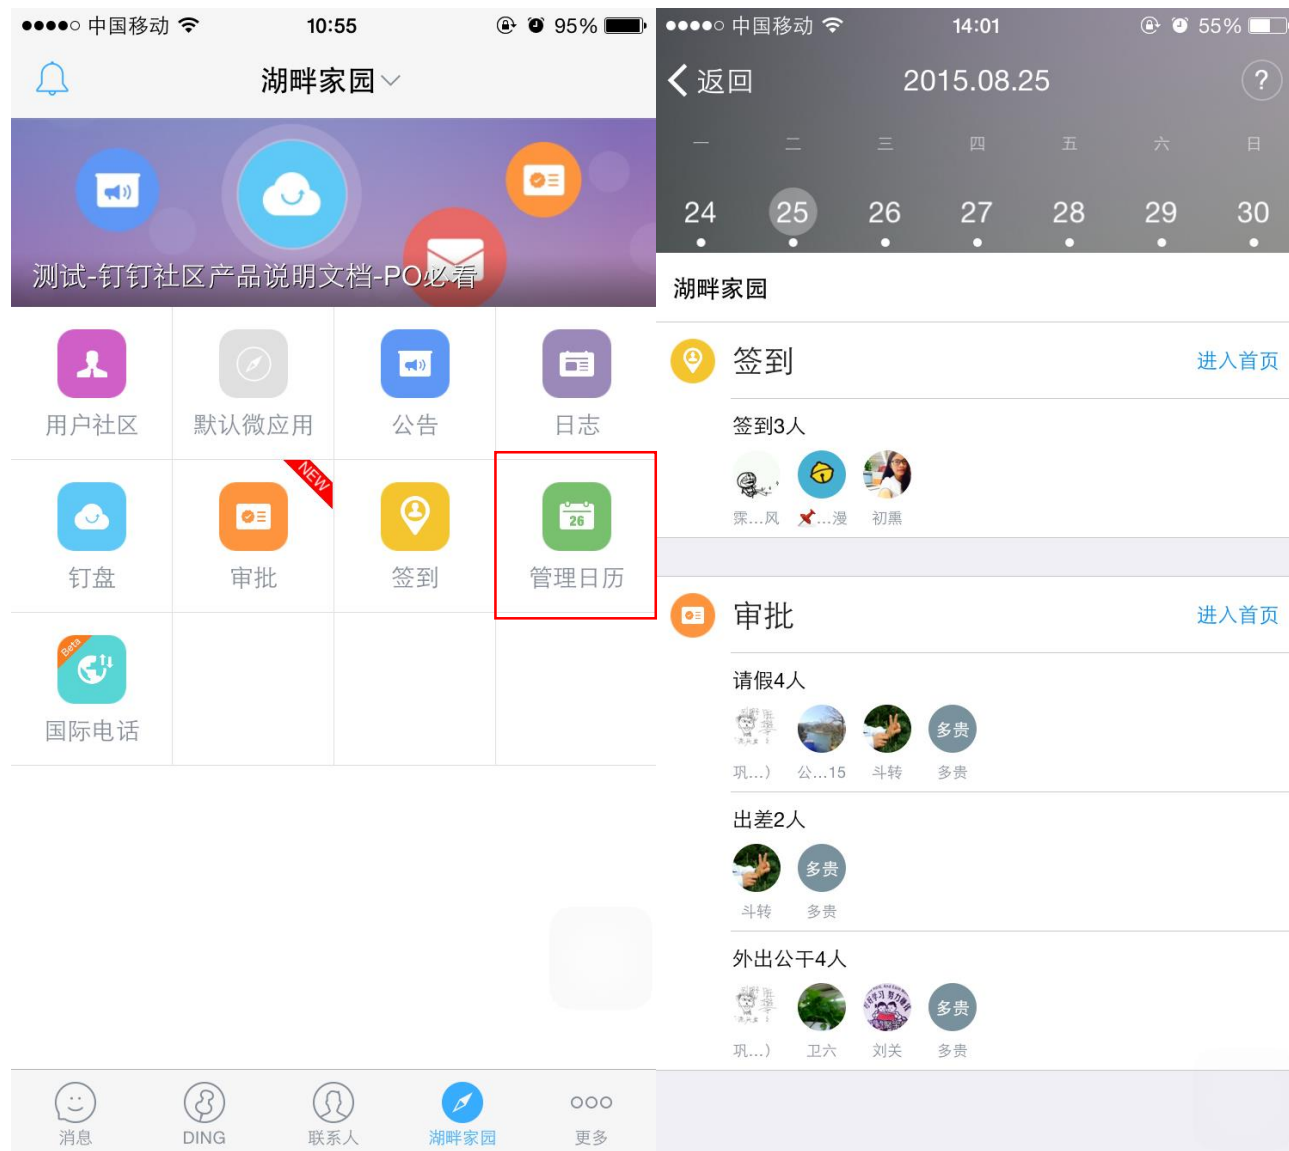 中国移动 10:55 95%
湖畔家园
测试-钉钉社区产品说明文档-PO必看
用户社区 默认微应用 公告 日志
NEW
26
钉盘 审批 签到 管理日历
Beta
国际电话
消息 DING 联系人 湖畔家园 更多
中国移动 14:01 55%
返回 2015.08.25 ?
一 二 三 四 五 六 日
24 25 26 27 28 29 30
湖畔家园
签到 进入首页
签到3人
霂...风 ...漫 初熏
审批 进入首页
请假4人
多贵
巩...） 公...15 斗转 多贵
出差2人
多贵
斗转 多贵
外出公干4人
多贵
巩...） 卫六 刘关 多贵